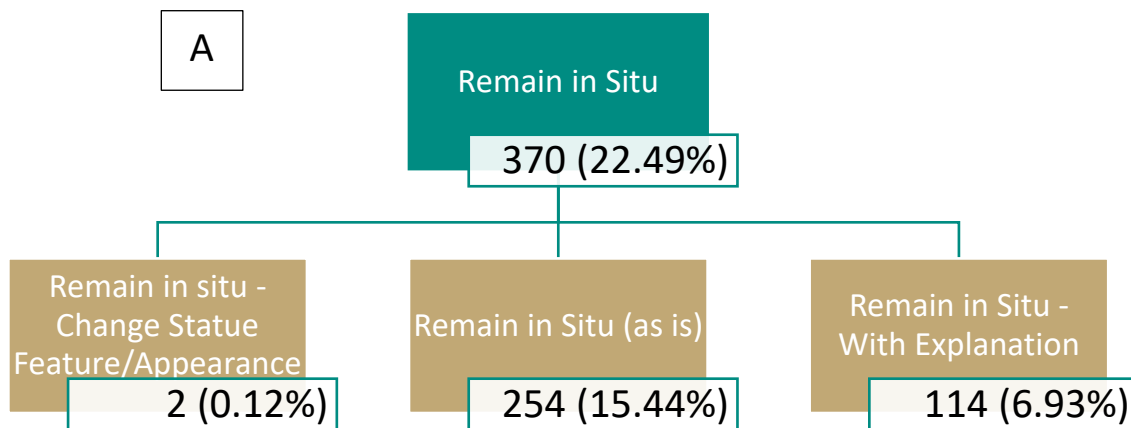 A
Remain in Situ
370 (22.49%)
Remain in situ -
Change Statue
Feature/Appearance
2 (0.12%)
Remain in Situ (as is)
254 (15.44%)
Remain in Situ -
With Explanation
114 (6.93%)